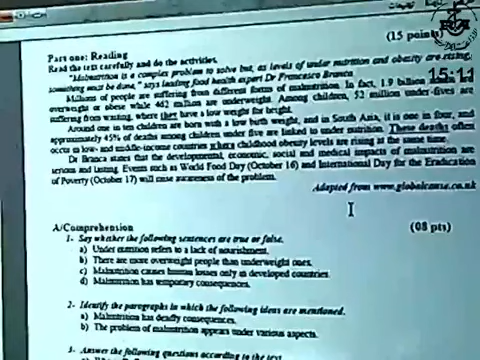 (15 points)
Part one: Reading
Read the text carefully and do the activities.
"Malnutrition is a complex problem to solve but, as levels of under nutrition and obesity are rising,
something must be done," says leading food health expert Dr Francesco Branca.
Millions of people are suffering from different forms of malnutrition. In fact, 1.9 billion
overweight or obese while 462 million are underweight. Among children, 52 million under-fives are
suffering from wasting, where they have a low weight for height.
Around one in ten children are born with a low birth weight, and in South Asia, it is one in four, and
approximately 45% of deaths among children under five are linked to under nutrition. These deaths often
occur in low- and middle-income countries where childhood obesity levels are rising at the same time.
Dr Branca states that the developmental, economic, social and medical impacts of malnutrition are
serious and lasting. Events such as World Food Day (October 16) and International Day for the Eradication
of Poverty (October 17) will raise awareness of the problem.
Adapted from www.globalcause.co.uk
15:11
A/Comprehension
(08 pts)
1- Say whether the following sentences are true or false.
a) Under nutrition refers to a lack of nourishment.
b) There are more overweight people than underweight ones.
c) Malnutrition causes human losses only in developed countries.
d) Malnutrition has temporary consequences.
2- Identify the paragraphs in which the following ideas are mentioned.
a) Malnutrition has deadly consequences.
b) The problem of malnutrition appears under various aspects.
3- Answer the following questions according to the text.